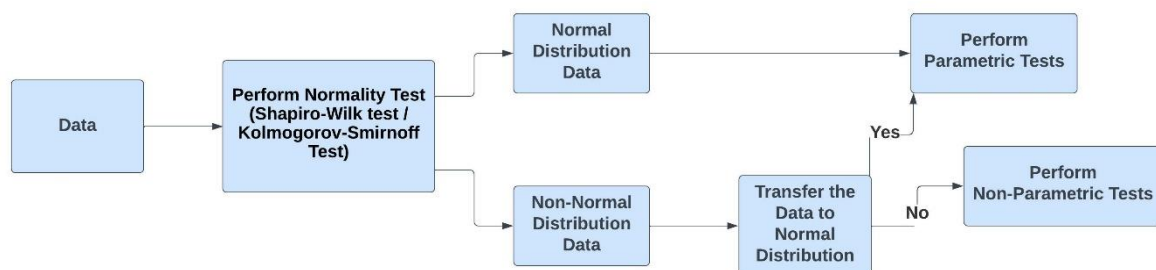 Data
Perform Normality Test
(Shapiro-Wilk test /
Kolmogorov-Smirnoff
Test)
Normal
Distribution
Data
Perform
Parametric Tests
Non-Normal
Distribution
Data
Transfer the
Data to
Normal
Distribution
Yes
No
Perform
Non-Parametric Tests